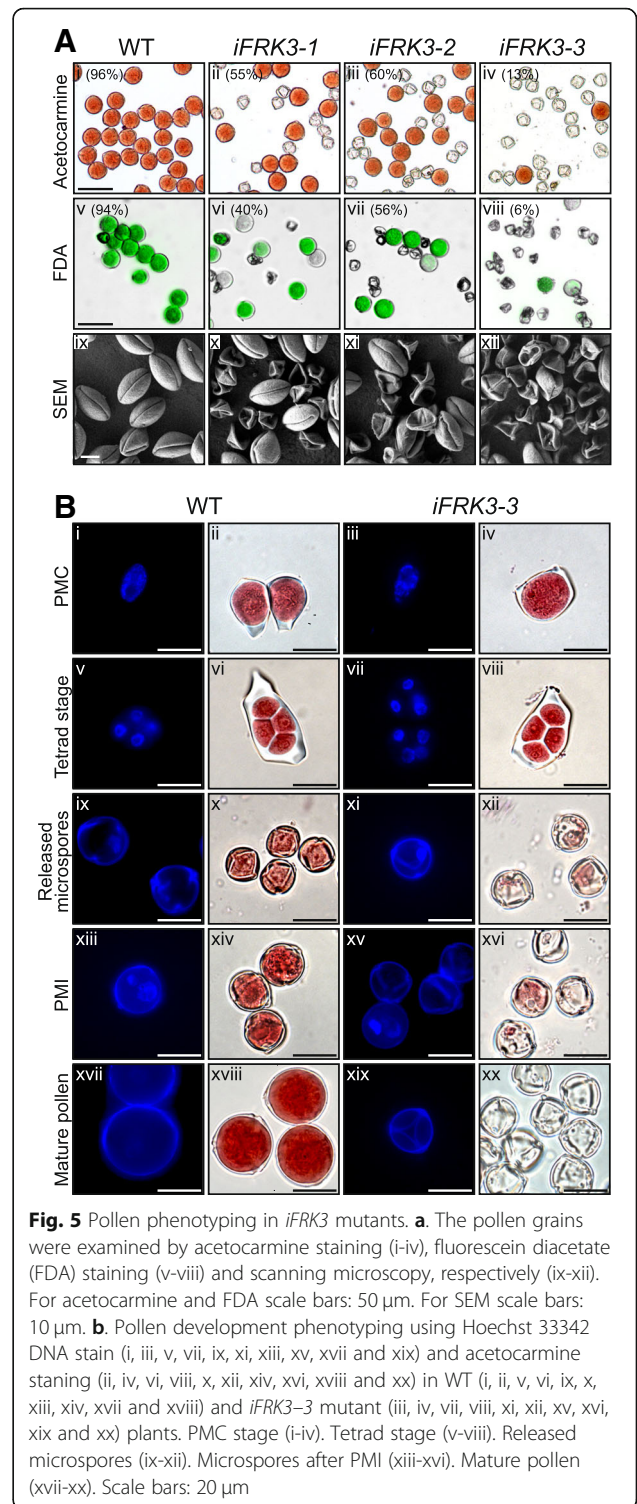 A
WT iFRK3-1 iFRK3-2 iFRK3-3
Acetocarmine
i (96%) ii (55%) iii (60%) iv (13%)
FDA
v (94%) vi (40%) vii (56%) viii (6%)
SEM
ix x xi xii
B
WT iFRK3-3
PMC
i ii iii iv
Tetrad stage
v vi vii viii
Released
microspores
ix x xi xii
PMI
xiii xiv xv xvi
Mature pollen
xvii xviii xix xx
Fig. 5 Pollen phenotyping in iFRK3 mutants. a. The pollen grains
were examined by acetocarmine staining (i-iv), fluorescein diacetate
(FDA) staining (v-viii) and scanning microscopy, respectively (ix-xii).
For acetocarmine and FDA scale bars: 50 μm. For SEM scale bars:
10 μm. b. Pollen development phenotyping using Hoechst 33342
DNA stain (i, iii, v, vii, ix, xi, xiii, xv, xvii and xix) and acetocarmine
staning (ii, iv, vi, viii, x, xii, xiv, xvi, xviii and xx) in WT (i, ii, v, vi, ix, x,
xiii, xiv, xvii and xviii) and iFRK3–3 mutant (iii, iv, vii, viii, xi, xii, xv, xvi,
xix and xx) plants. PMC stage (i-iv). Tetrad stage (v-viii). Released
microspores (ix-xii). Microspores after PMI (xiii-xvi). Mature pollen
(xvii-xx). Scale bars: 20 μm